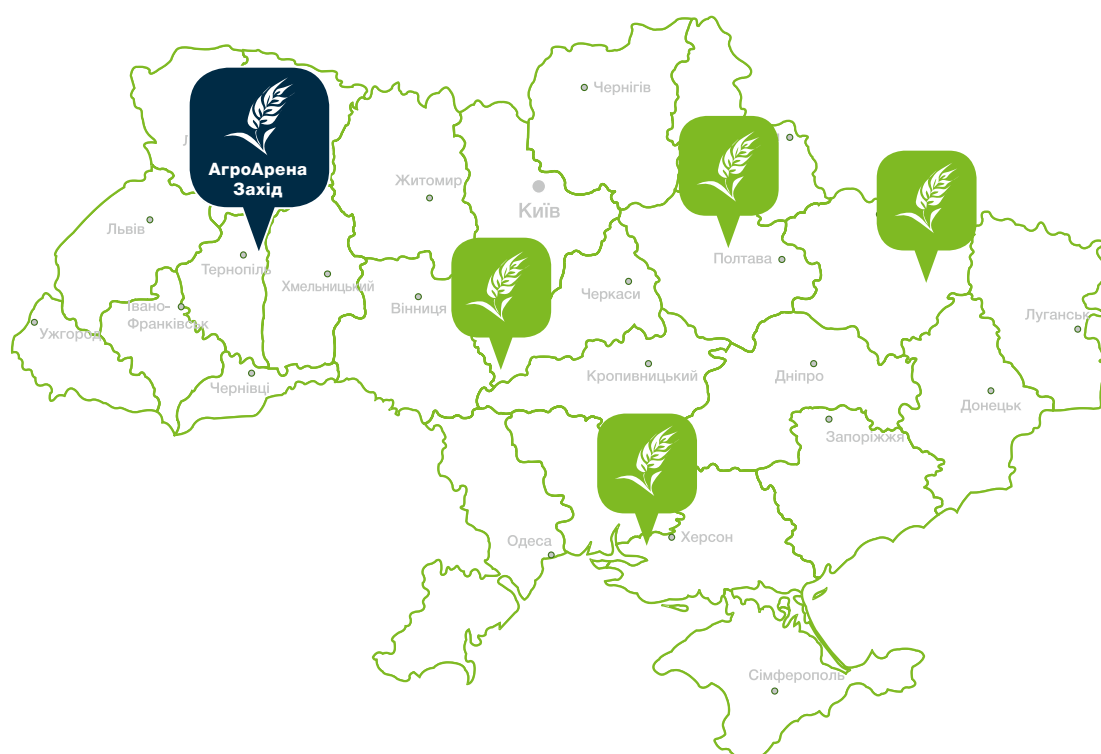 Чернігів
АгроАрена
Захід
Житомир
Київ
Львів
Тернопіль
Хмельницький
Полтава
Черкаси
Вінниця
Івано-
Франківськ
Ужгород
Луганськ
Чернівці
Кропивницький
Дніпро
Донецьк
Запоріжжя
Одеса
Херсон
Сімферополь